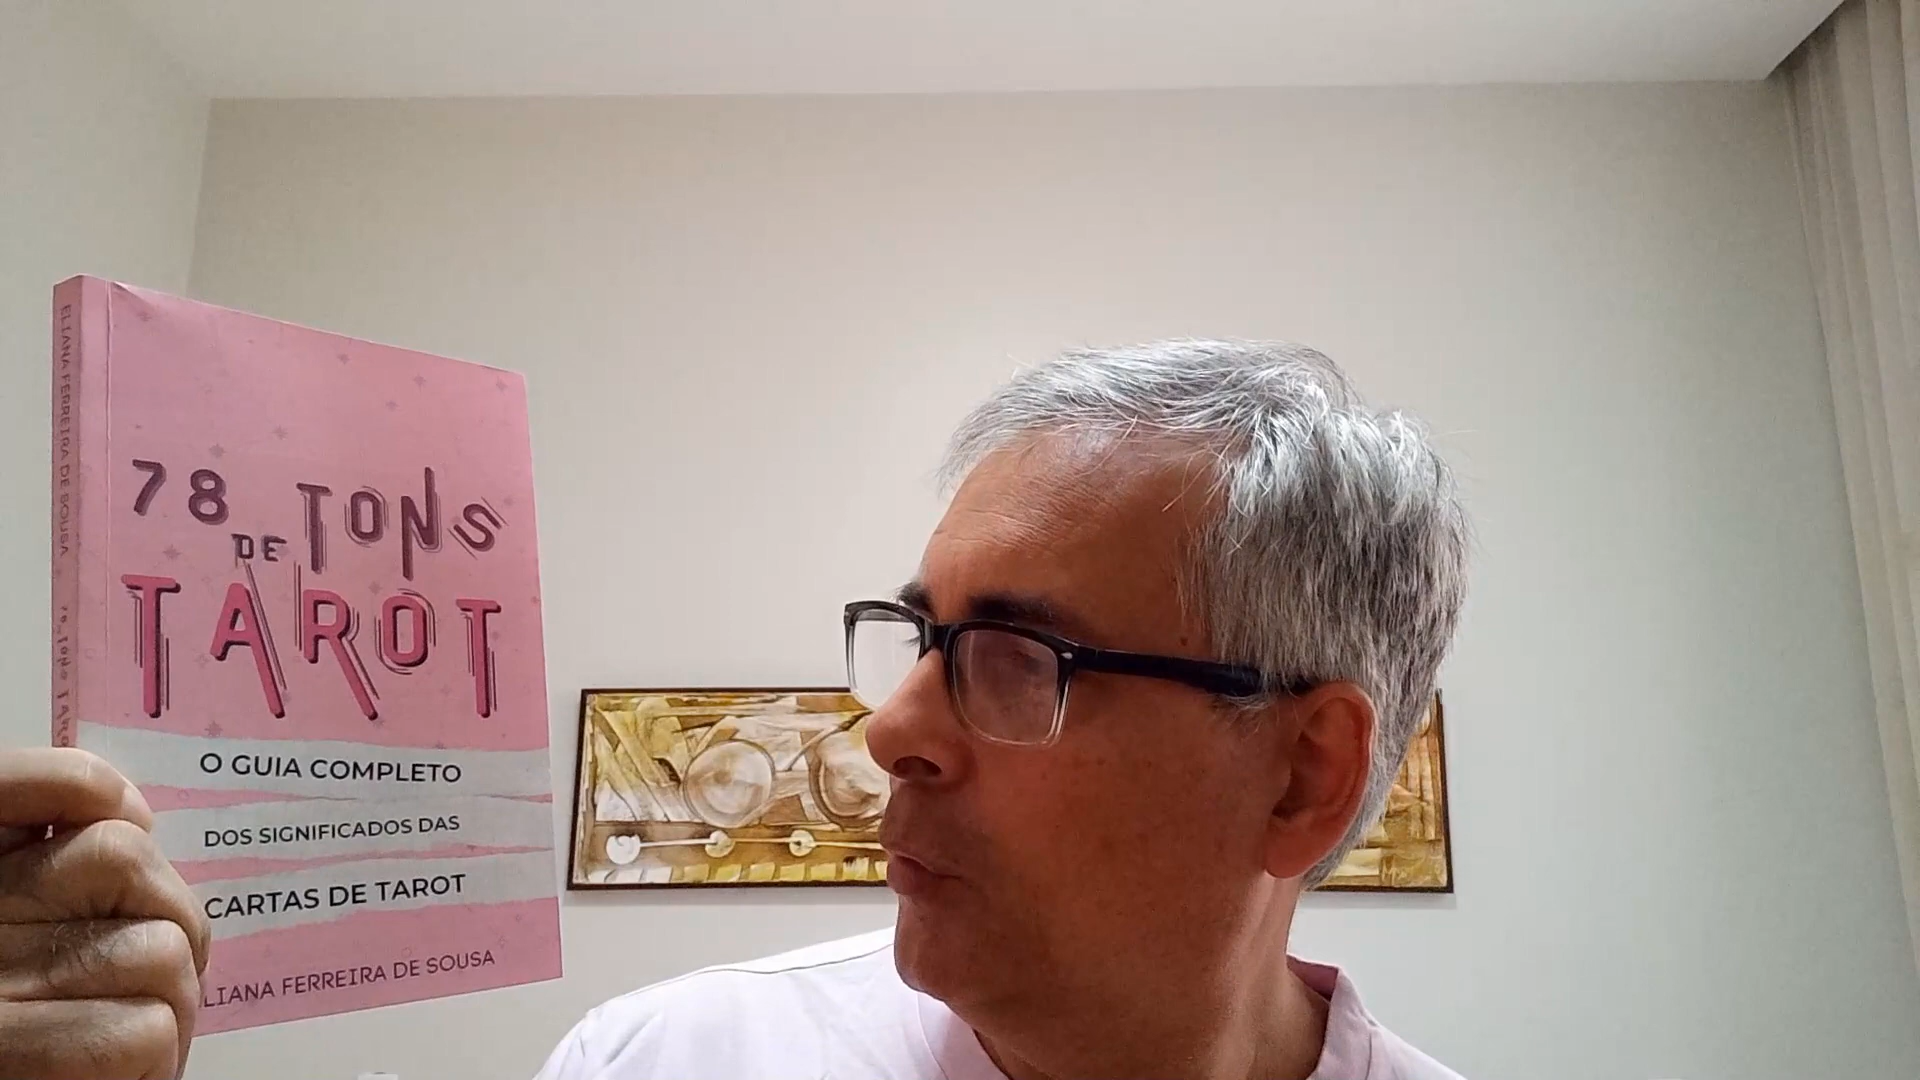 ELIANA FERREIRA DE SOUSA
78 DE TONS
TAROT
O GUIA COMPLETO
DOS SIGNIFICADOS DAS
CARTAS DE TAROT
LIANA FERREIRA DE SOUSA